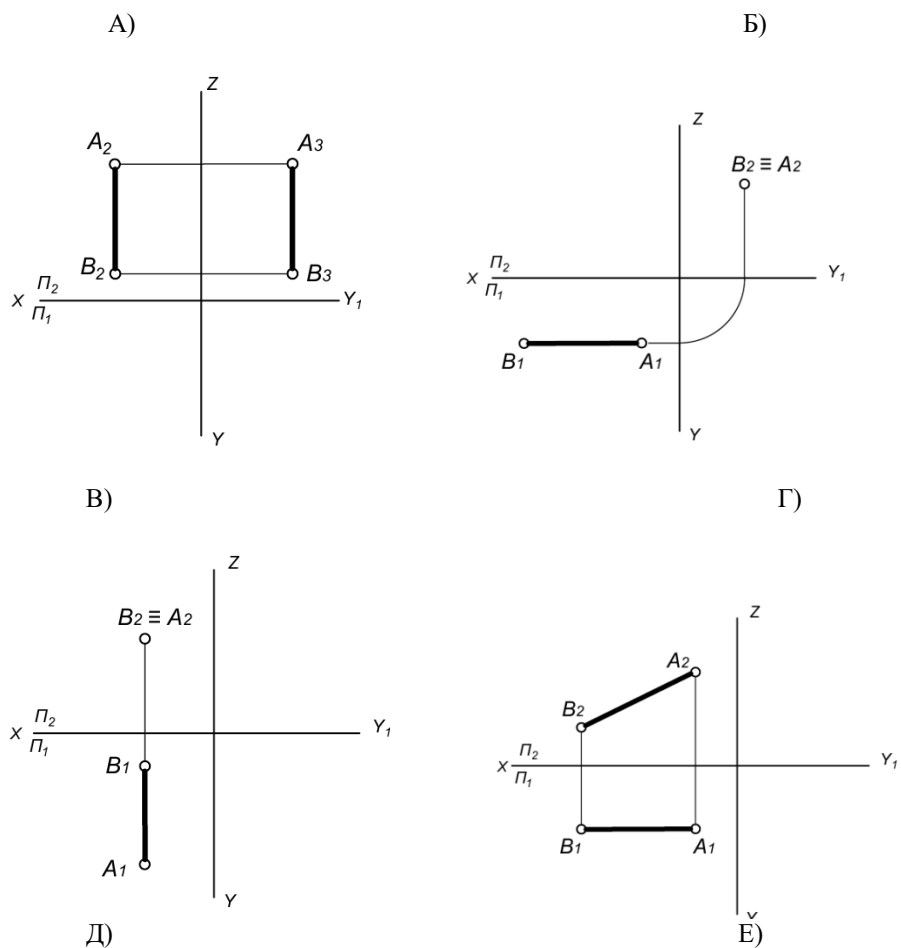 А) Б)
Z
A2 A3
B2 B3
X П2 П1 Y1
Y
Z
B2 ≡ A2
X П2 П1 Y1
B1 A1
Y
В) Г)
Z
B2 ≡ A2
X П2 П1 Y1
B1
A1
Y
Z
A2
B2
X П2 П1 Y1
B1 A1
Y
Д) Е)